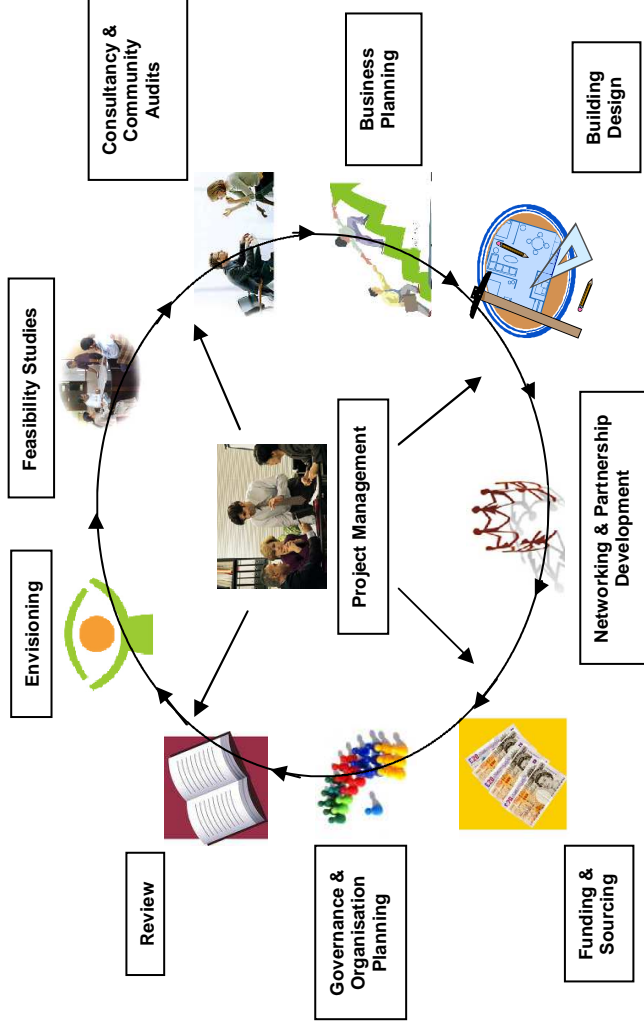 Envisioning
Feasibility Studies
Consultancy &
Community
Audits
Business
Planning
Building
Design
Networking & Partnership
Development
Funding &
Sourcing
Governance &
Organisation
Planning
Review
Project Management